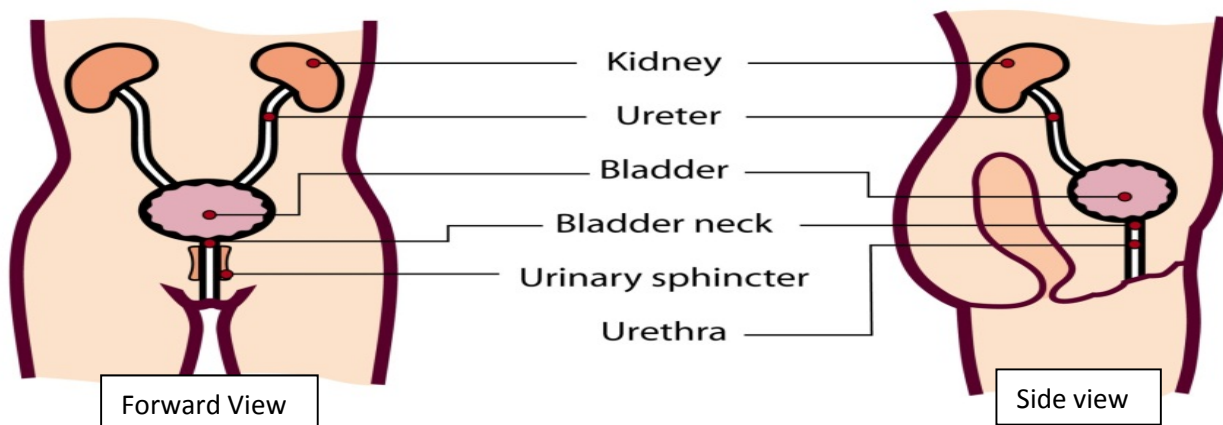 Kidney
Ureter
Bladder
Bladder neck
Urinary sphincter
Urethra
Forward View
Side view